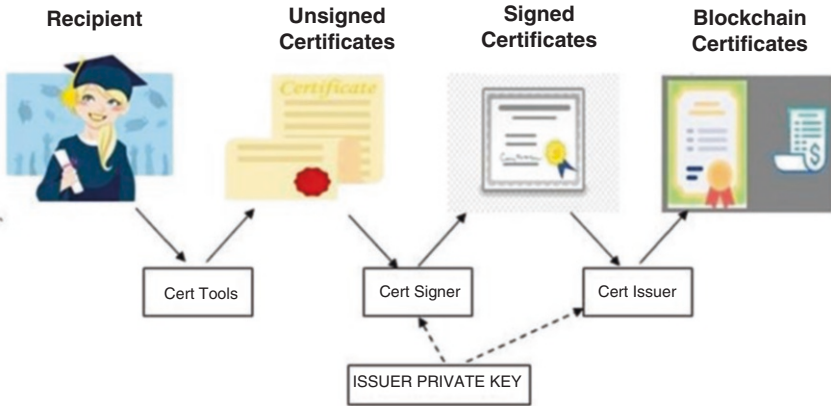 Recipient
Unsigned
Certificates
Signed
Certificates
Blockchain
Certificates
Certificate
$
Cert Tools
Cert Signer
Cert Issuer
ISSUER PRIVATE KEY